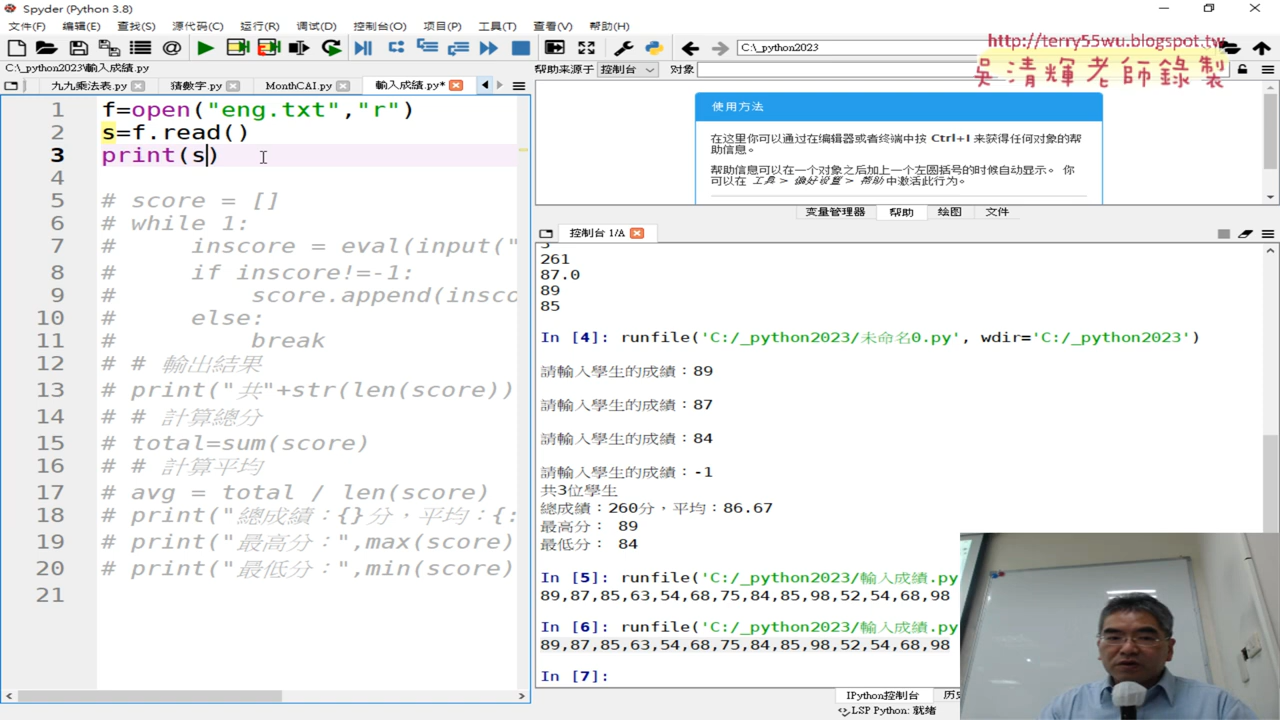 Spyder (Python 3.8)
文件(F) 编辑(E) 查找(S) 源代码(C) 运行(R) 调试(D) 控制台(O) 项目(P) 工具(T) 查看(V) 帮助(H)
C:\_python2023
http://terry55wu.blogspot.tw
吳清輝老師錄製
C:\_python2023\輸入成績.py
帮助来源于 控制台 对象
九九乘法表.py 猜數字.py MonthCAI.py 輸入成績.py*
1 f=open("eng.txt","r")
2 s=f.read()
3 print(s)
4
5 # score = []
6 # while 1:
7 # inscore = eval(input("
8 # if inscore!=-1:
9 # score.append(insco
10 # else:
11 # break
12 # # 輸出結果
13 # print("共"+str(len(score))
14 # # 計算總分
15 # total=sum(score)
16 # # 計算平均
17 # avg = total / len(score)
18 # print("總成績：{}分，平均：{:
19 # print("最高分：",max(score)
20 # print("最低分：",min(score)
21
使用方法
在这里你可以通过在编辑器或者终端中按 Ctrl+I 来获得任何对象的帮
助信息。
帮助信息可以在一个对象之后加上一个左圆括号的时候自动显示。 你
可以在 工具 > 偏好设置 > 帮助 中激活此行为。
变量管理器 帮助 绘图 文件
控制台 1/A
3
261
87.0
89
85
In [4]: runfile('C:/_python2023/未命名0.py', wdir='C:/_python2023')
請輸入學生的成績：89
請輸入學生的成績：87
請輸入學生的成績：84
請輸入學生的成績：-1
共3位學生
總成績：260分，平均：86.67
最高分： 89
最低分： 84
In [5]: runfile('C:/_python2023/輸入成績.py
89,87,85,63,54,68,75,84,85,98,52,54,68,98
In [6]: runfile('C:/_python2023/輸入成績.py
89,87,85,63,54,68,75,84,85,98,52,54,68,98
In [7]:
IPython控制台 历史
LSP Python: 就绪